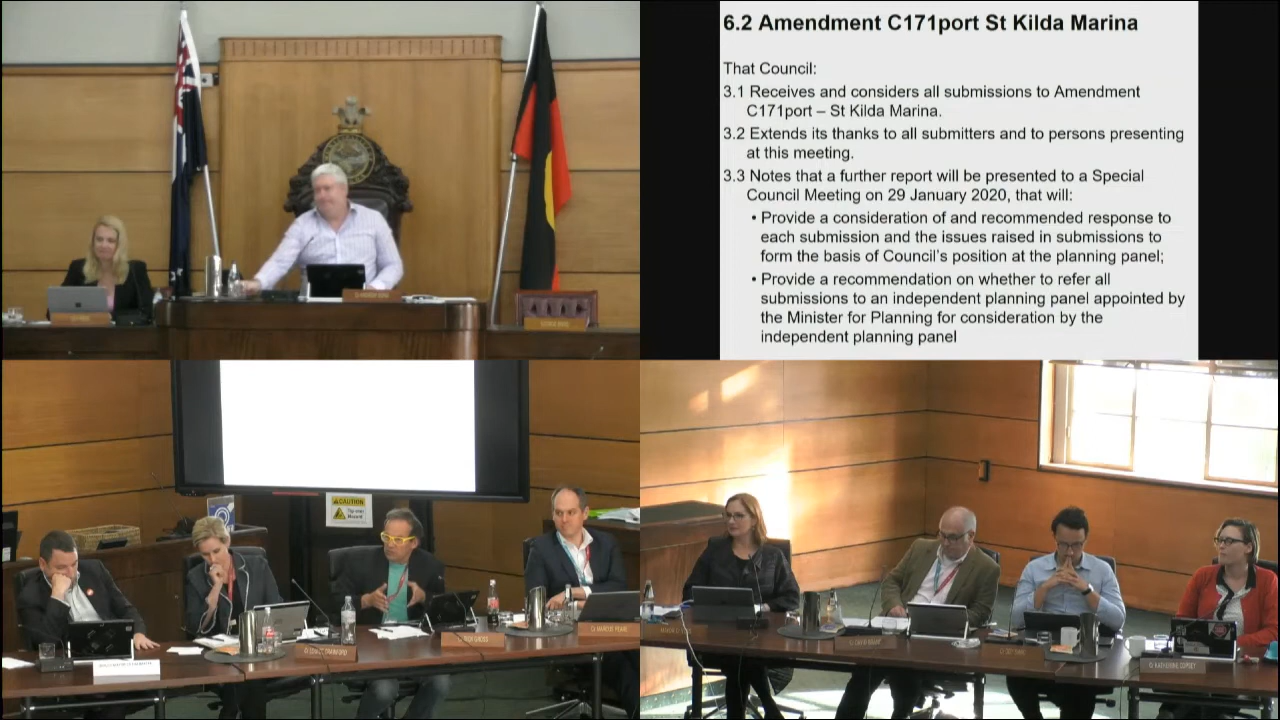 6.2 Amendment C171port St Kilda Marina
That Council:
3.1 Receives and considers all submissions to Amendment
C171port – St Kilda Marina.
3.2 Extends its thanks to all submitters and to persons presenting
at this meeting.
3.3 Notes that a further report will be presented to a Special
Council Meeting on 29 January 2020, that will:
• Provide a consideration of and recommended response to
each submission and the issues raised in submissions to
form the basis of Council's position at the planning panel;
• Provide a recommendation on whether to refer all
submissions to an independent planning panel appointed by
the Minister for Planning for consideration by the
independent planning panel
CAUTION